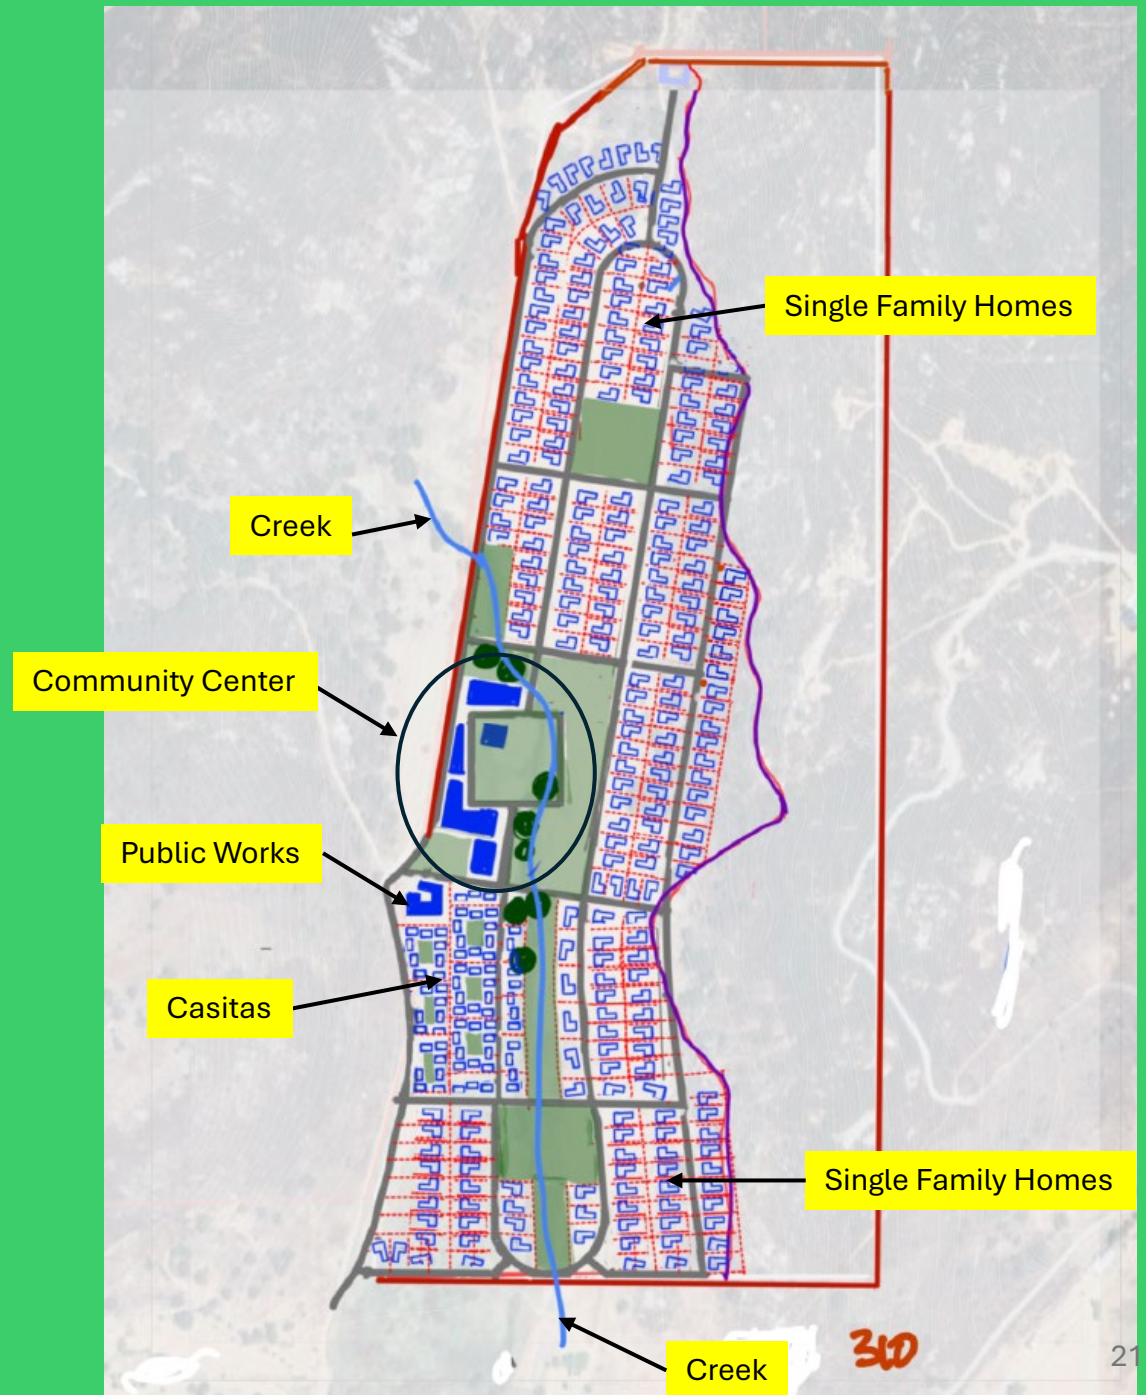 Single Family Homes
Creek
Community Center
Public Works
Casitas
Single Family Homes
Creek
310
21